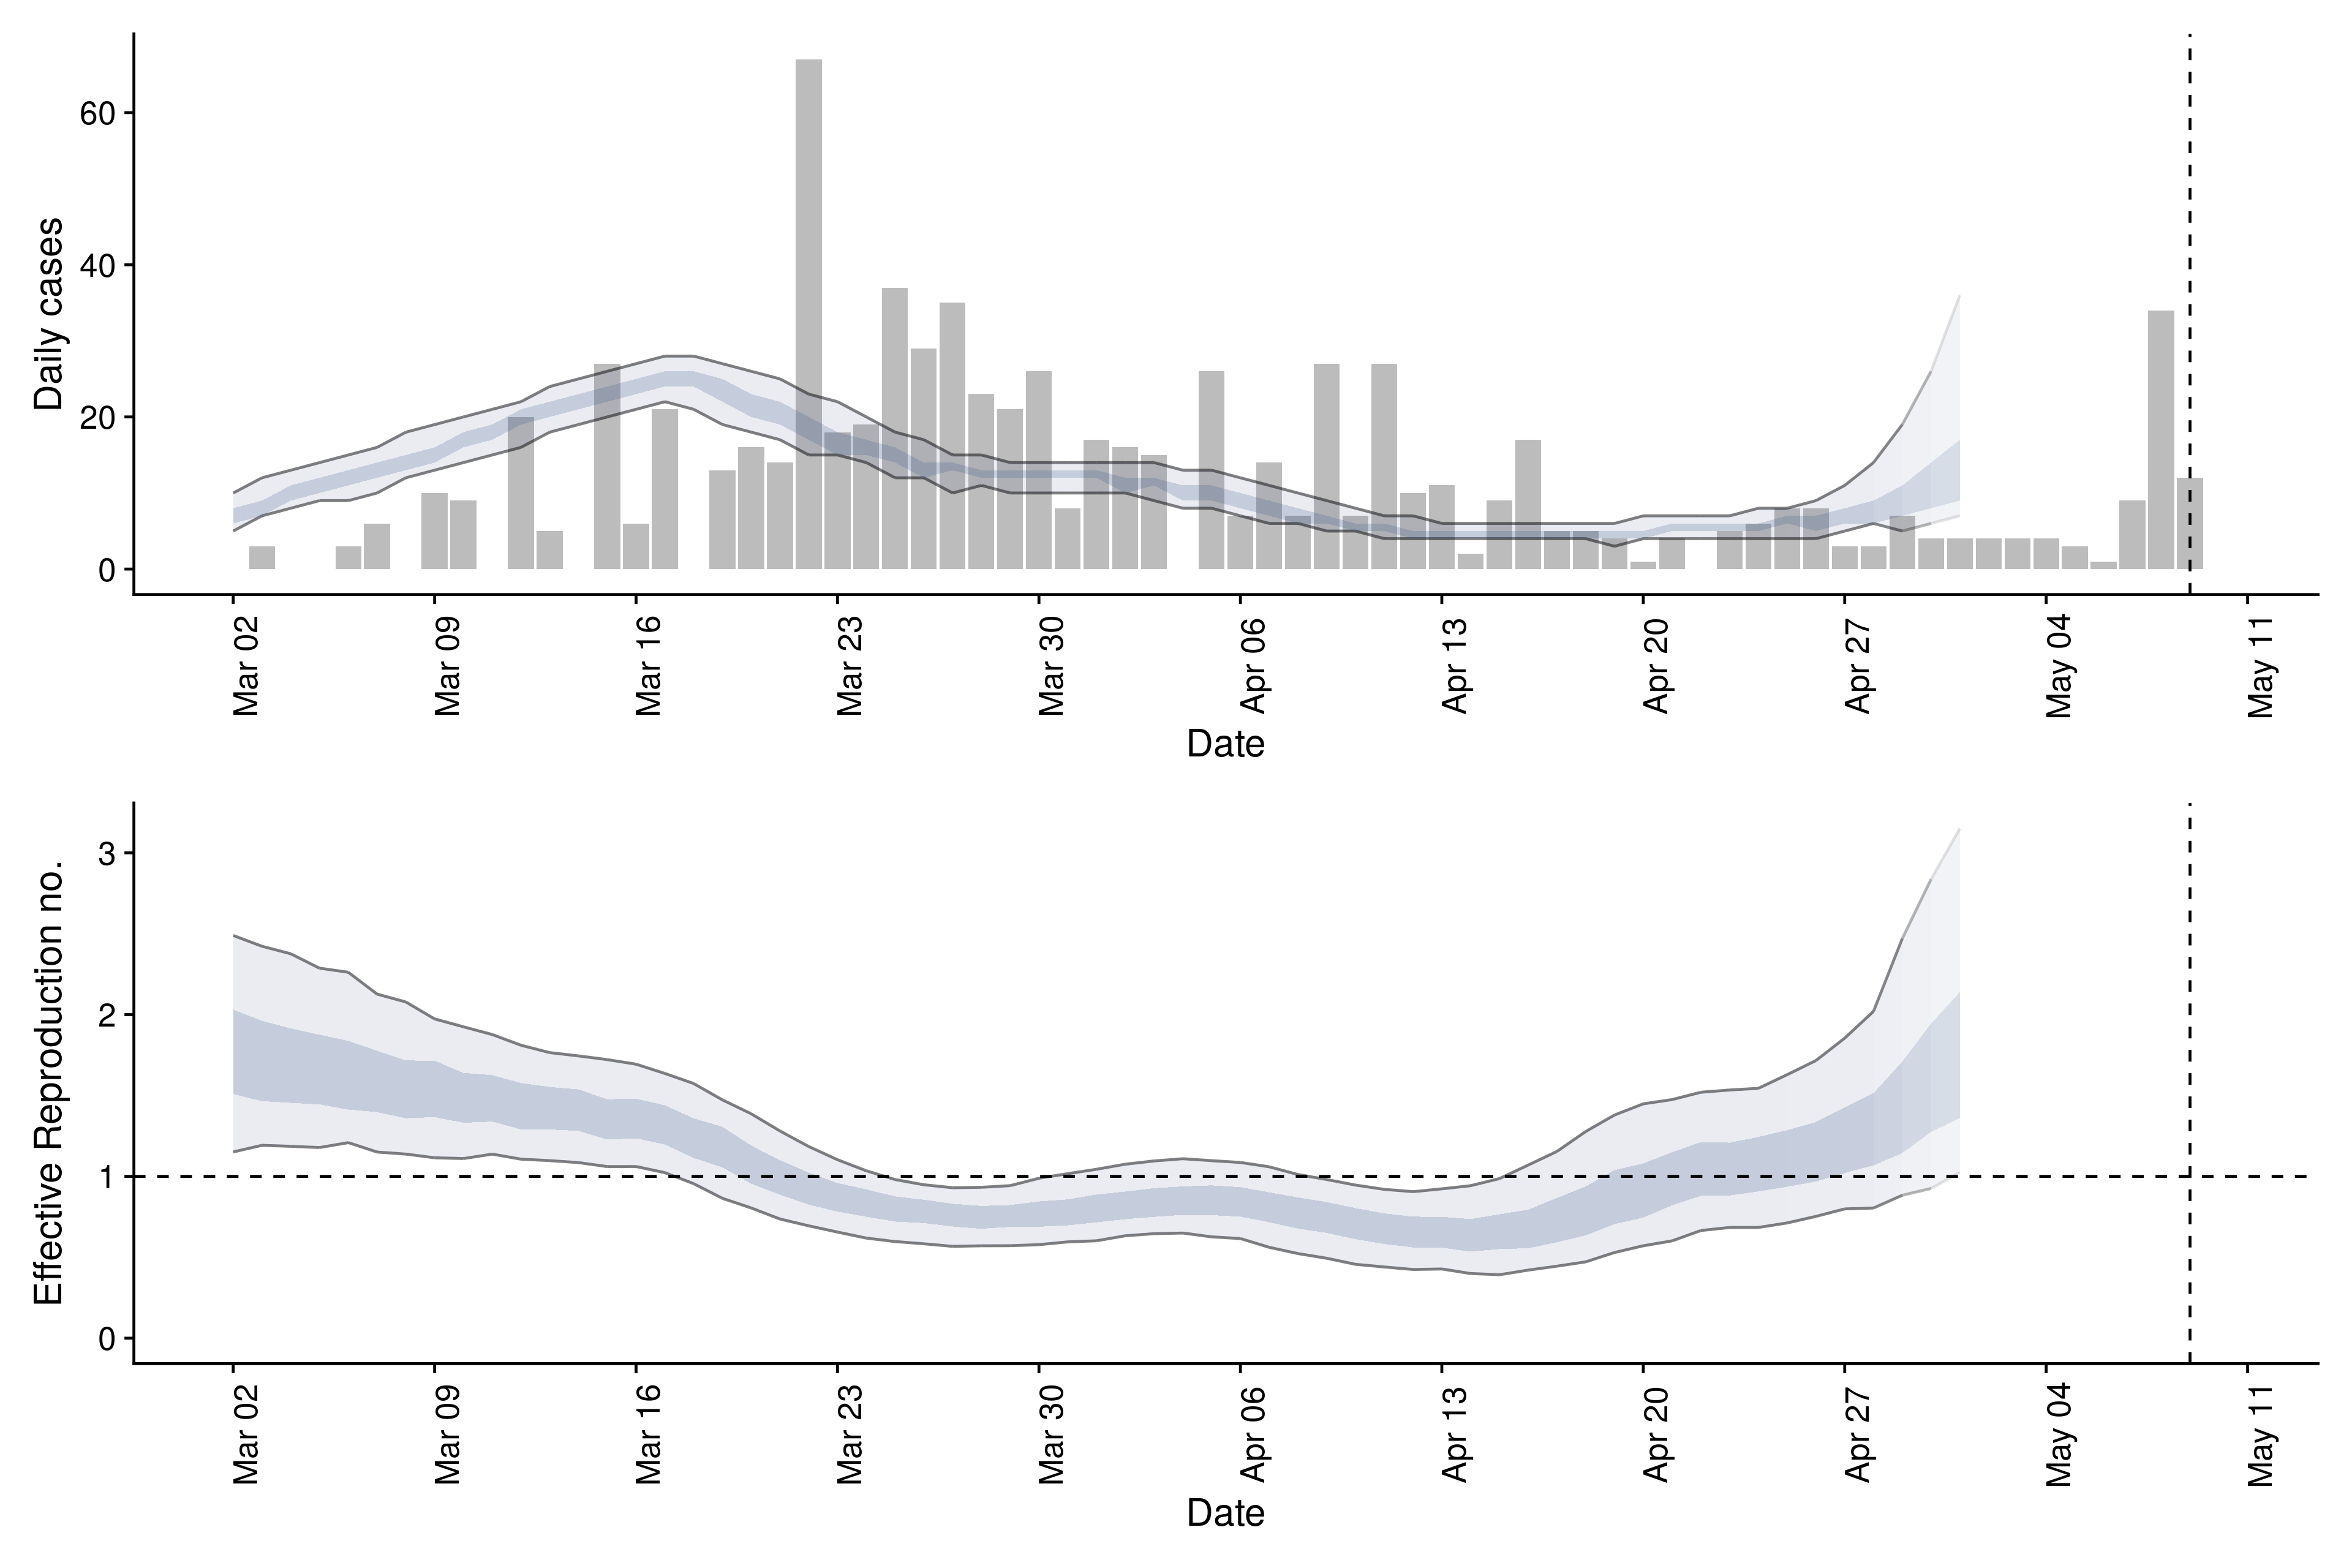 Daily cases
60
40
20
0
Mar 02
Mar 09
Mar 16
Mar 23
Mar 30
Apr 06
Apr 13
Apr 20
Apr 27
May 04
May 11
Date
Effective Reproduction no.
3
2
1
0
Mar 02
Mar 09
Mar 16
Mar 23
Mar 30
Apr 06
Apr 13
Apr 20
Apr 27
May 04
May 11
Date